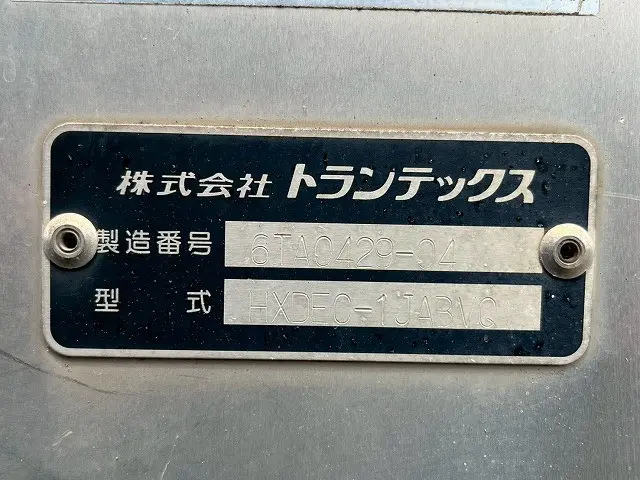 株式会社 トランテックス
製造番号 6TA0429-04
型式 HXDEC-1JABVQ